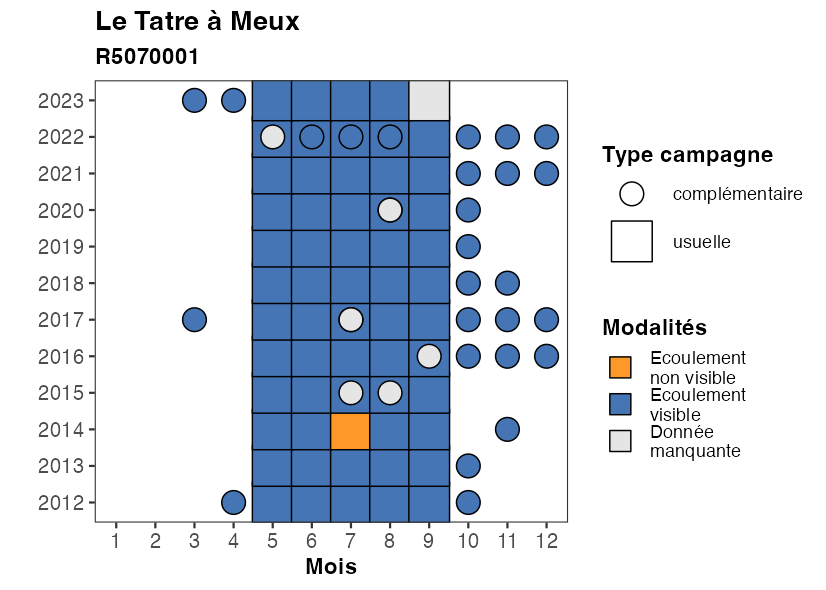 Le Tatre à Meux
R5070001
2023
2022
2021
2020
2019
2018
2017
2016
2015
2014
2013
2012
1 2 3 4 5 6 7 8 9 10 11 12
Mois
Type campagne
complémentaire
usuelle
Modalités
Ecoulement
non visible
Ecoulement
visible
Donnée
manquante